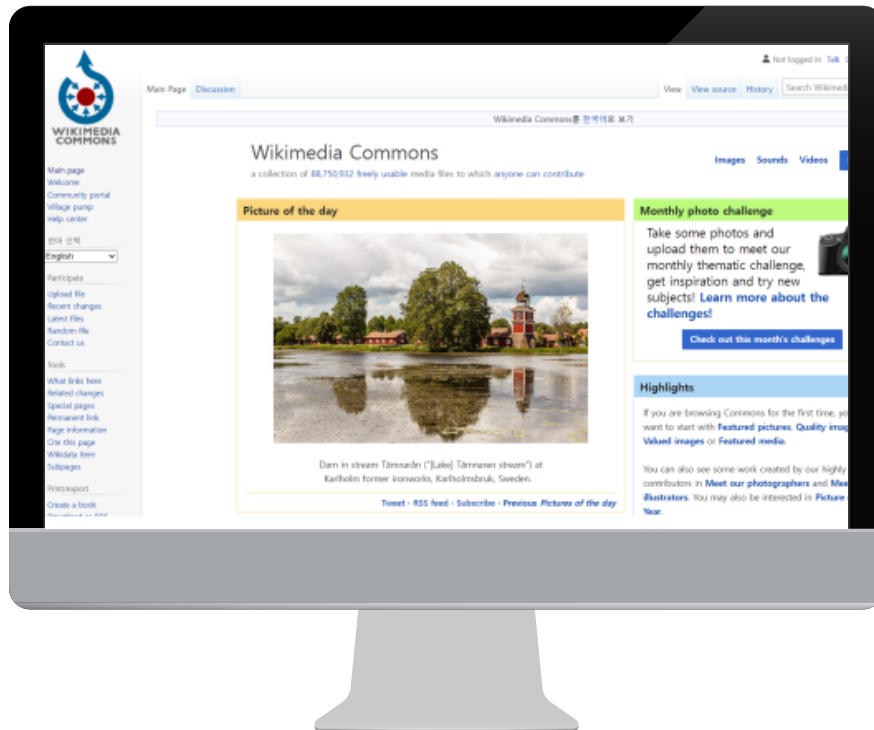 Not logged in Talk
Main Page Discussion
View View source History Search Wikimed
WIKIMEDIA
COMMONS
Wikimedia Commons를 한국어로 보기
Main page
Welcome
Community portal
Village pump
Help center
언어 선택
English
Participate
Upload file
Recent changes
Latest files
Random file
Contact us
Tools
What links here
Related changes
Special pages
Permanent link
Page information
Cite this page
Wikidata item
Subpages
Print/export
Create a book
Wikimedia Commons
a collection of 88,750,932 freely usable media files to which anyone can contribute
Images Sounds Videos
Picture of the day
Dam in stream Tämnarån ("[Lake] Tämnaren stream") at
Karlholm former ironworks, Karlholmsbruk, Sweden.
Tweet · RSS feed · Subscribe · Previous Pictures of the day
Monthly photo challenge
Take some photos and
upload them to meet our
monthly thematic challenge,
get inspiration and try new
subjects! Learn more about the
challenges!
Check out this month's challenges
Highlights
If you are browsing Commons for the first time, yo
want to start with Featured pictures, Quality imag
Valued images or Featured media.
You can also see some work created by our highly
contributors in Meet our photographers and Mee
illustrators. You may also be interested in Picture
Year.